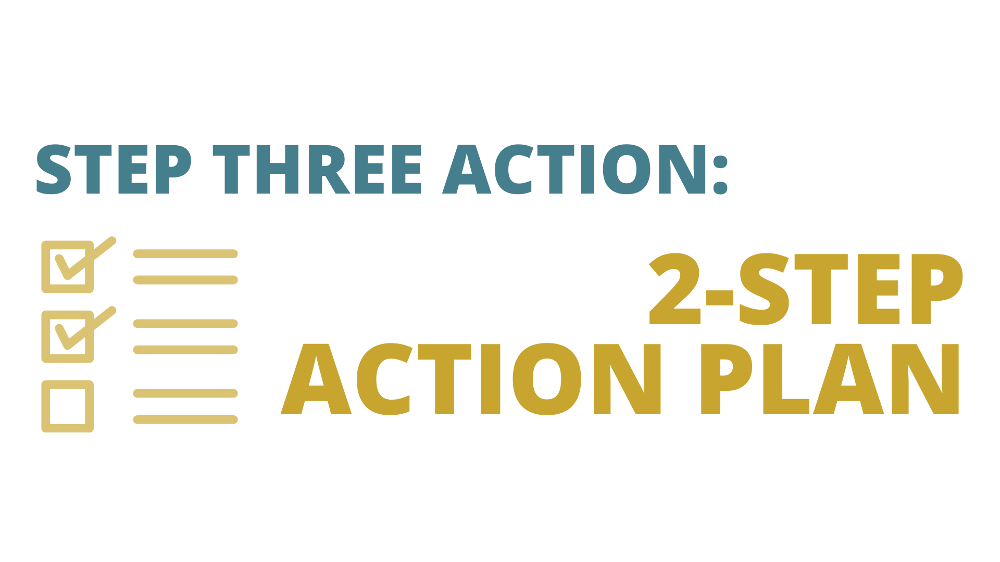 STEP THREE ACTION:
2-STEP
ACTION PLAN